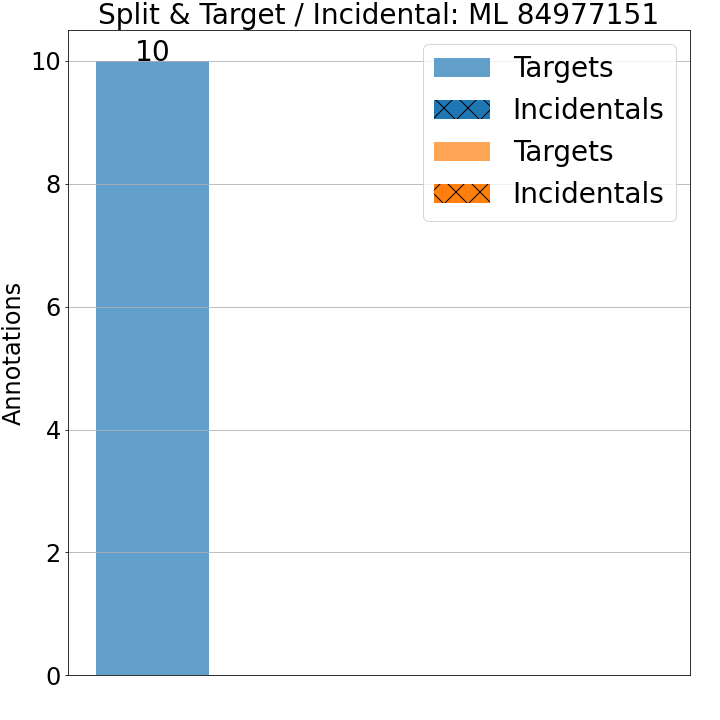 Split & Target / Incidental: ML 84977151
10
Targets
Incidentals
Targets
Incidentals
Annotations
10
8
6
4
2
0